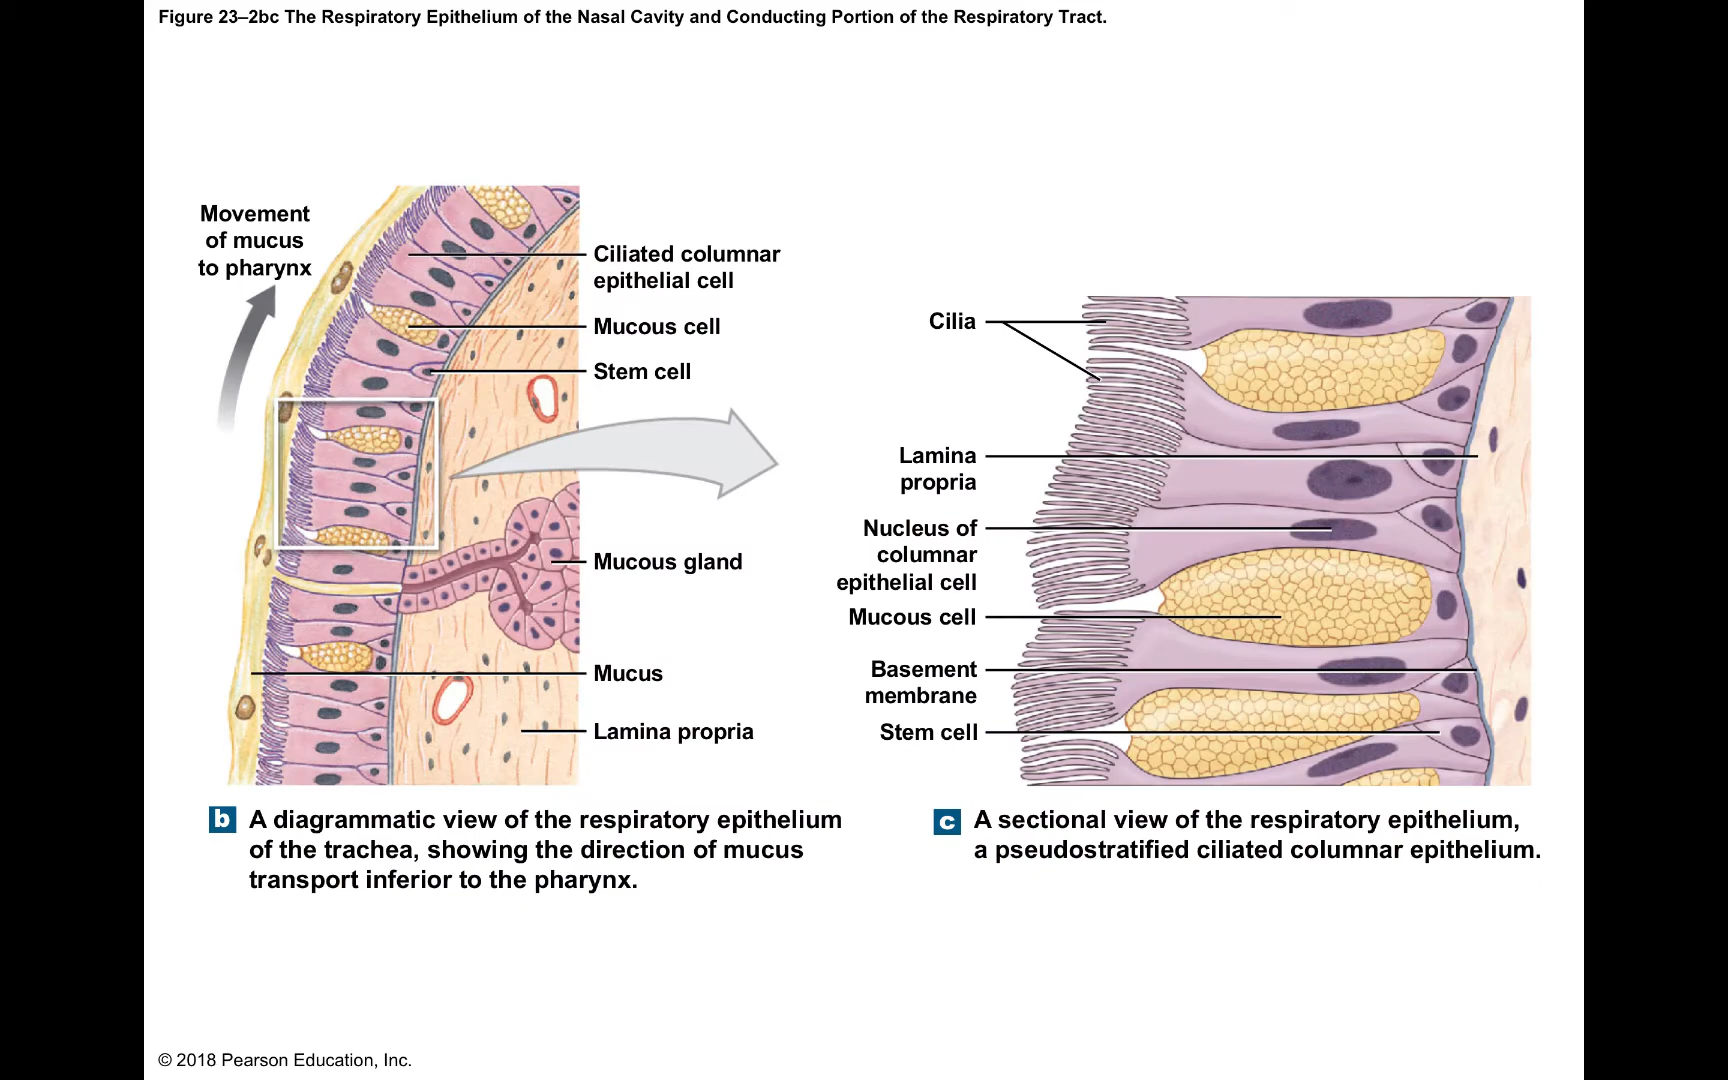 Figure 23–2bc The Respiratory Epithelium of the Nasal Cavity and Conducting Portion of the Respiratory Tract.
Movement
of mucus
to pharynx
Ciliated columnar
epithelial cell
Mucous cell
Stem cell
Mucous gland
Mucus
Lamina propria
b A diagrammatic view of the respiratory epithelium
of the trachea, showing the direction of mucus
transport inferior to the pharynx.
Cilia
Lamina
propria
Nucleus of
columnar
epithelial cell
Mucous cell
Basement
membrane
Stem cell
c A sectional view of the respiratory epithelium,
a pseudostratified ciliated columnar epithelium.
© 2018 Pearson Education, Inc.